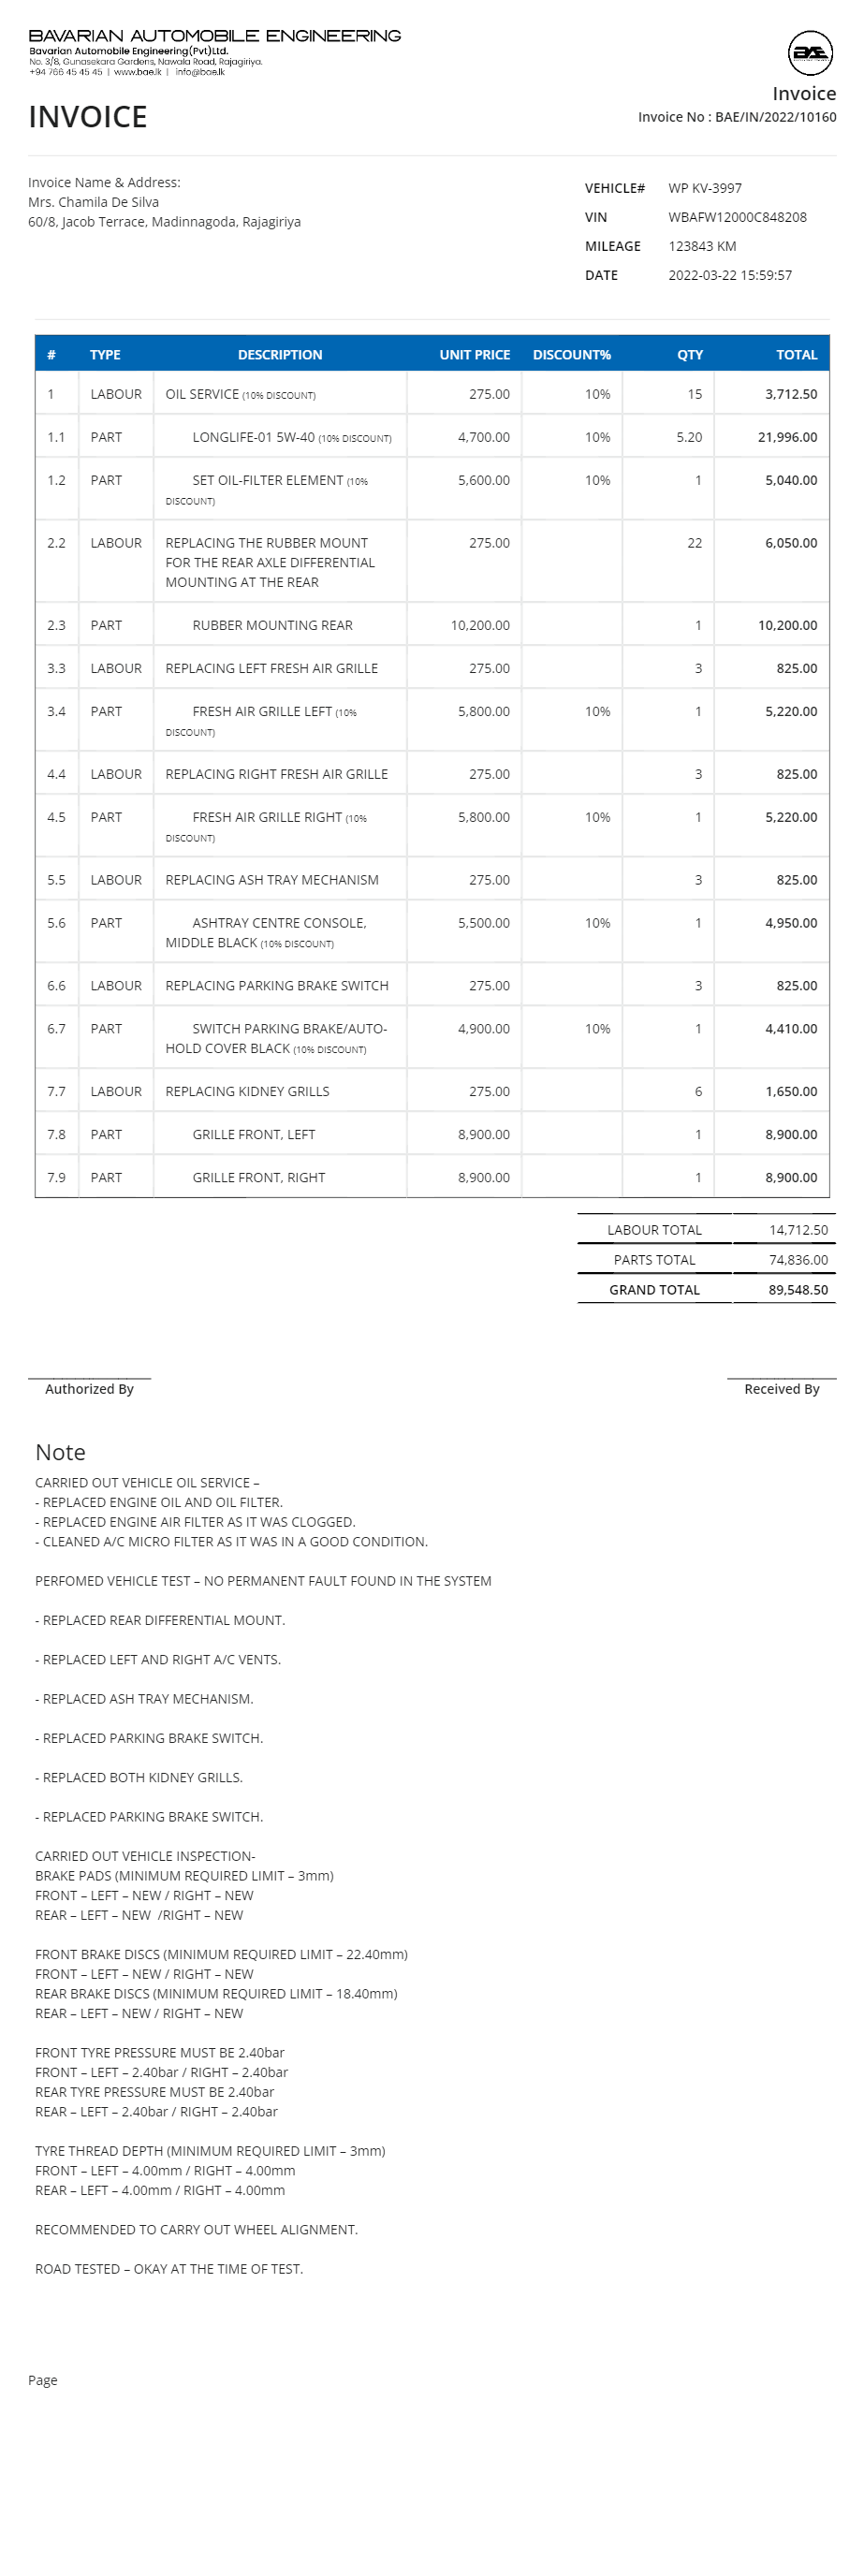 BAVARIAN AUTOMOBILE ENGINEERING
Bavarian Automobile Engineering(Pvt)Ltd.
No. 3/8, Gunasekara Gardens, Nawala Road, Rajagiriya.
+94 766 45 45 45 | www.bae.lk | info@bae.lk
BAE
Invoice
INVOICE
Invoice No : BAE/IN/2022/10160
Invoice Name & Address:
Mrs. Chamila De Silva
60/8, Jacob Terrace, Madinnagoda, Rajagiriya
VEHICLE# WP KV-3997
VIN WBAFW12000C848208
MILEAGE 123843 KM
DATE 2022-03-22 15:59:57
# TYPE DESCRIPTION UNIT PRICE DISCOUNT% QTY TOTAL
1 LABOUR OIL SERVICE (10% DISCOUNT) 275.00 10% 15 3,712.50
1.1 PART LONGLIFE-01 5W-40 (10% DISCOUNT) 4,700.00 10% 5.20 21,996.00
1.2 PART SET OIL-FILTER ELEMENT (10% 5,600.00 10% 1 5,040.00
DISCOUNT)
2.2 LABOUR REPLACING THE RUBBER MOUNT 275.00 22 6,050.00
FOR THE REAR AXLE DIFFERENTIAL
MOUNTING AT THE REAR
2.3 PART RUBBER MOUNTING REAR 10,200.00 1 10,200.00
3.3 LABOUR REPLACING LEFT FRESH AIR GRILLE 275.00 3 825.00
3.4 PART FRESH AIR GRILLE LEFT (10% 5,800.00 10% 1 5,220.00
DISCOUNT)
4.4 LABOUR REPLACING RIGHT FRESH AIR GRILLE 275.00 3 825.00
4.5 PART FRESH AIR GRILLE RIGHT (10% 5,800.00 10% 1 5,220.00
DISCOUNT)
5.5 LABOUR REPLACING ASH TRAY MECHANISM 275.00 3 825.00
5.6 PART ASHTRAY CENTRE CONSOLE, 5,500.00 10% 1 4,950.00
MIDDLE BLACK (10% DISCOUNT)
6.6 LABOUR REPLACING PARKING BRAKE SWITCH 275.00 3 825.00
6.7 PART SWITCH PARKING BRAKE/AUTO- 4,900.00 10% 1 4,410.00
HOLD COVER BLACK (10% DISCOUNT)
7.7 LABOUR REPLACING KIDNEY GRILLS 275.00 6 1,650.00
7.8 PART GRILLE FRONT, LEFT 8,900.00 1 8,900.00
7.9 PART GRILLE FRONT, RIGHT 8,900.00 1 8,900.00
LABOUR TOTAL 14,712.50
PARTS TOTAL 74,836.00
GRAND TOTAL 89,548.50
Authorized By Received By
Note
CARRIED OUT VEHICLE OIL SERVICE –
- REPLACED ENGINE OIL AND OIL FILTER.
- REPLACED ENGINE AIR FILTER AS IT WAS CLOGGED.
- CLEANED A/C MICRO FILTER AS IT WAS IN A GOOD CONDITION.
PERFOMED VEHICLE TEST – NO PERMANENT FAULT FOUND IN THE SYSTEM
- REPLACED REAR DIFFERENTIAL MOUNT.
- REPLACED LEFT AND RIGHT A/C VENTS.
- REPLACED ASH TRAY MECHANISM.
- REPLACED PARKING BRAKE SWITCH.
- REPLACED BOTH KIDNEY GRILLS.
- REPLACED PARKING BRAKE SWITCH.
CARRIED OUT VEHICLE INSPECTION-
BRAKE PADS (MINIMUM REQUIRED LIMIT – 3mm)
FRONT – LEFT – NEW / RIGHT – NEW
REAR – LEFT – NEW /RIGHT – NEW
FRONT BRAKE DISCS (MINIMUM REQUIRED LIMIT – 22.40mm)
FRONT – LEFT – NEW / RIGHT – NEW
REAR BRAKE DISCS (MINIMUM REQUIRED LIMIT – 18.40mm)
REAR – LEFT – NEW / RIGHT – NEW
FRONT TYRE PRESSURE MUST BE 2.40bar
FRONT – LEFT – 2.40bar / RIGHT – 2.40bar
REAR TYRE PRESSURE MUST BE 2.40bar
REAR – LEFT – 2.40bar / RIGHT – 2.40bar
TYRE THREAD DEPTH (MINIMUM REQUIRED LIMIT – 3mm)
FRONT – LEFT – 4.00mm / RIGHT – 4.00mm
REAR – LEFT – 4.00mm / RIGHT – 4.00mm
RECOMMENDED TO CARRY OUT WHEEL ALIGNMENT.
ROAD TESTED – OKAY AT THE TIME OF TEST.
Page